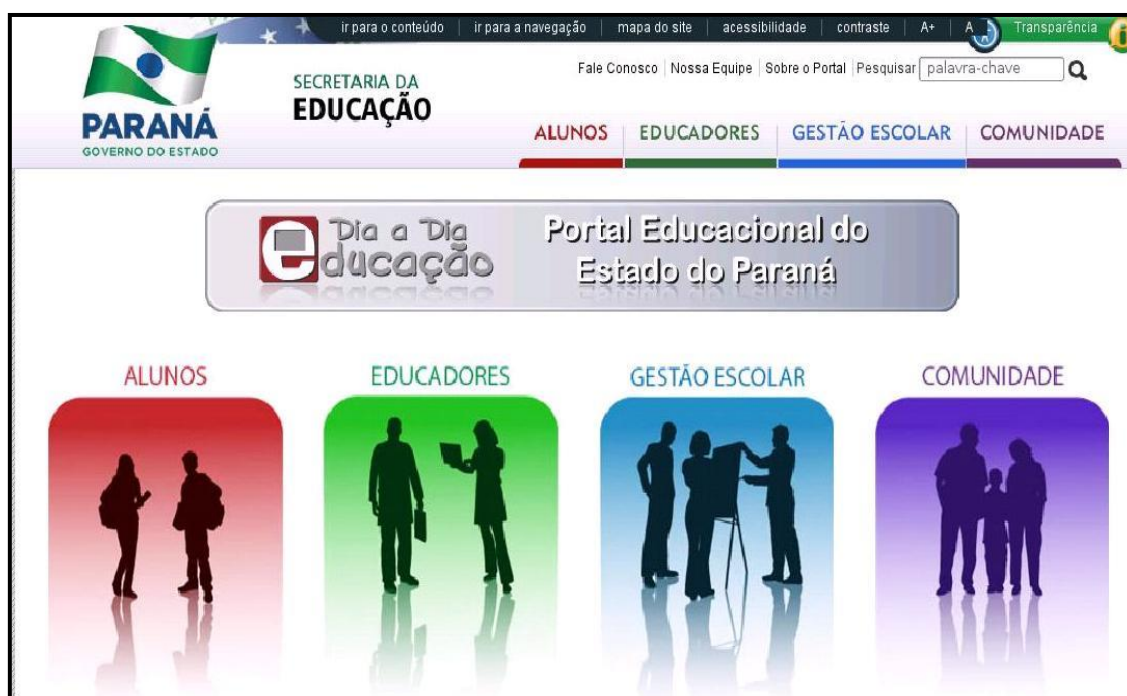 ir para o conteúdo ir para a navegação mapa do site acessibilidade contraste A+ A Transparência
Fale Conosco Nossa Equipe Sobre o Portal Pesquisar palavra-chave
SECRETARIA DA
EDUCAÇÃO
PARANÁ
GOVERNO DO ESTADO
ALUNOS EDUCADORES GESTÃO ESCOLAR COMUNIDADE
Dia a Dia
educação
Portal Educacional do
Estado do Paraná
ALUNOS EDUCADORES GESTÃO ESCOLAR COMUNIDADE